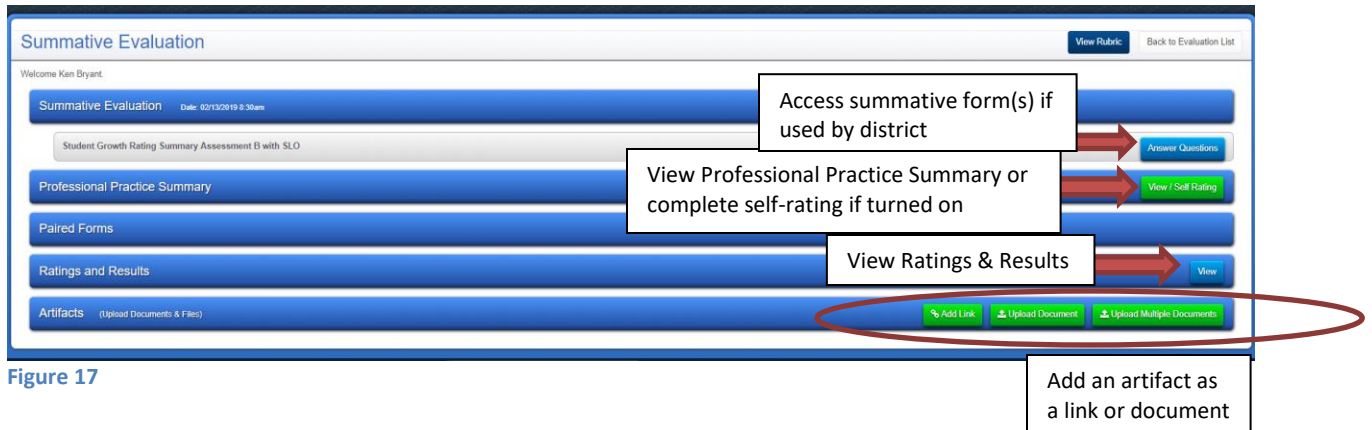 Summative Evaluation
View Rubric
Back to Evaluation List
Welcome Ken Bryant.
Summative Evaluation Date: 02/13/2019 8:30am
Access summative form(s) if
used by district
Student Growth Rating Summary Assessment B with SLO
Answer Questions
Professional Practice Summary
View Professional Practice Summary or
complete self-rating if turned on
View / Self Rating
Paired Forms
Ratings and Results
View Ratings & Results
View
Artifacts (Upload Documents & Files)
Add Link
Upload Document
Upload Multiple Documents
Figure 17
Add an artifact as
a link or document